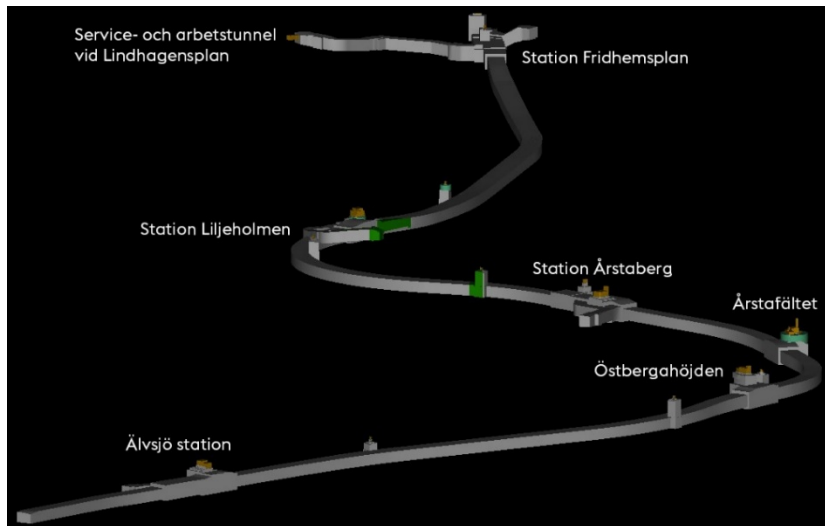 Service- och arbetstunnel
vid Lindhagensplan
Station Fridhemsplan
Station Liljeholmen
Station Årstaberg
Årstafältet
Östbergahöjden
Älvsjö station